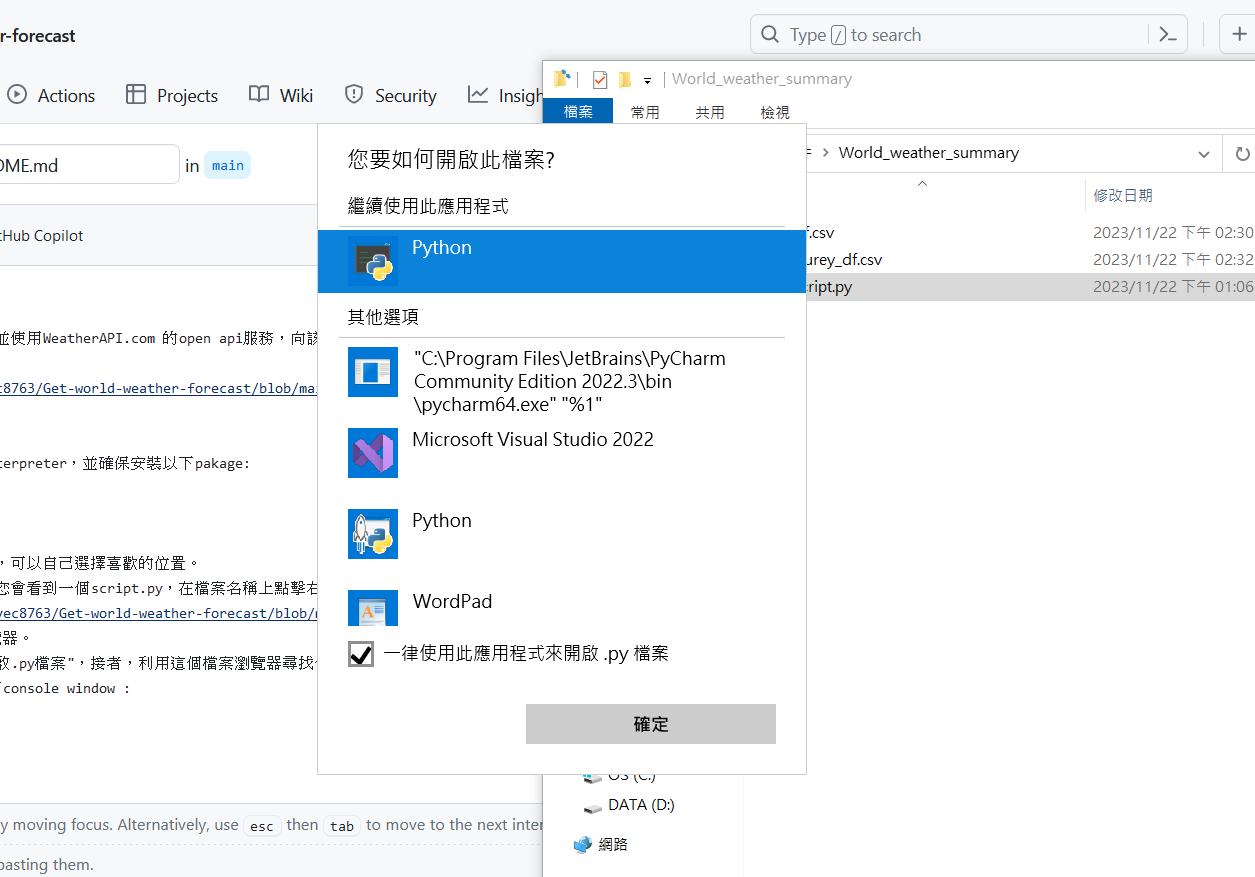 r-forecast
Type / to search
Actions
Projects
Wiki
Security
Insigh
OME.md
in main
tHub Copilot
並使用WeatherAPI.com 的open api服務，向該
c8763/Get-world-weather-forecast/blob/ma
terpreter，並確保安裝以下pakage:
，可以自己選擇喜歡的位置。
您會看到一個script.py，在檔案名稱上點擊右
yec8763/Get-world-weather-forecast/blob/
器。
.py檔案"，接者，利用這個檔案瀏覽器尋找
console window :
y moving focus. Alternatively, use esc then tab to move to the next inter
pasting them.
World_weather_summary
檔案
常用
共用
檢視
World_weather_summary
修改日期
f.csv
2023/11/22 下午 02:30
urey_df.csv
2023/11/22 下午 02:32
ript.py
2023/11/22 下午 01:06
您要如何開啟此檔案?
繼續使用此應用程式
Python
其他選項
"C:\Program Files\JetBrains\PyCharm
Community Edition 2022.3\bin
\pycharm64.exe" "%1"
Microsoft Visual Studio 2022
Python
WordPad
一律使用此應用程式來開啟 .py 檔案
確定
OS (C:)
DATA (D:)
網路